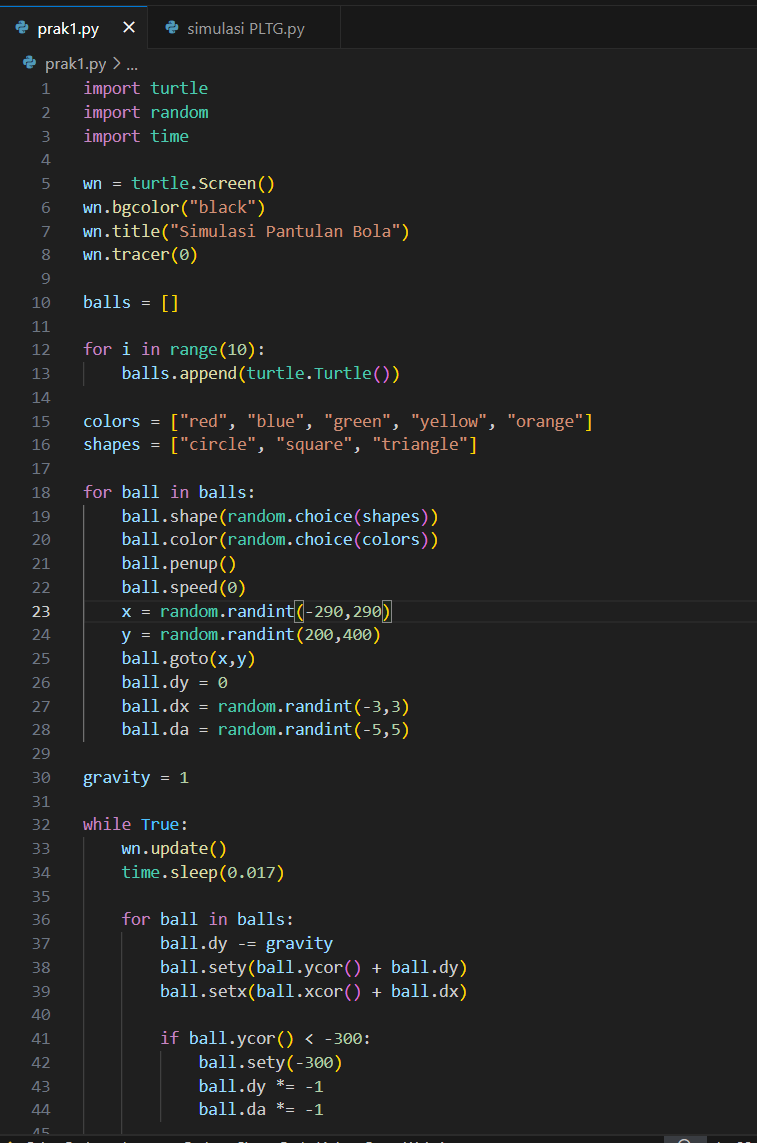 prak1.py × simulasi PLTG.py
prak1.py > ...
1 import turtle
2 import random
3 import time
4
5 wn = turtle.Screen()
6 wn.bgcolor("black")
7 wn.title("Simulasi Pantulan Bola")
8 wn.tracer(0)
9
10 balls = []
11
12 for i in range(10):
13     balls.append(turtle.Turtle())
14
15 colors = ["red", "blue", "green", "yellow", "orange"]
16 shapes = ["circle", "square", "triangle"]
17
18 for ball in balls:
19     ball.shape(random.choice(shapes))
20     ball.color(random.choice(colors))
21     ball.penup()
22     ball.speed(0)
23     x = random.randint(-290,290)
24     y = random.randint(200,400)
25     ball.goto(x,y)
26     ball.dy = 0
27     ball.dx = random.randint(-3,3)
28     ball.da = random.randint(-5,5)
29
30 gravity = 1
31
32 while True:
33     wn.update()
34     time.sleep(0.017)
35
36     for ball in balls:
37         ball.dy -= gravity
38         ball.sety(ball.ycor() + ball.dy)
39         ball.setx(ball.xcor() + ball.dx)
40
41         if ball.ycor() < -300:
42             ball.sety(-300)
43             ball.dy *= -1
44             ball.da *= -1
45